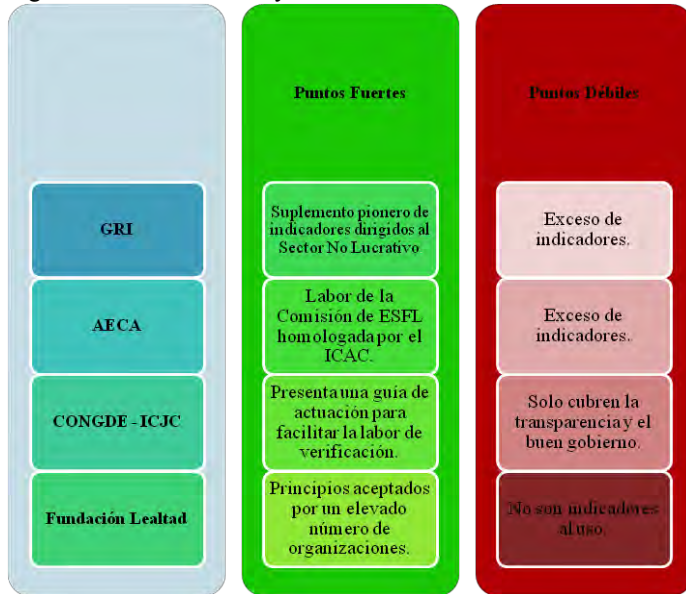 Puntos Fuertes
Puntos Débiles
GRI
Suplemento pionero de
indicadores dirigidos al
Sector No Lucrativo
Exceso de
indicadores.
AECA
Labor de la
Comisión de ESFL
homologada por el
ICAC.
Exceso de
indicadores.
CONGDE - ICJC
Presenta una guía de
actuación para
facilitar la labor de
verificación.
Solo cubren la
transparencia y el
buen gobierno.
Fundación Lealtad
Principios aceptados
por un elevado
número de
organizaciones.
No son indicadores
al uso.